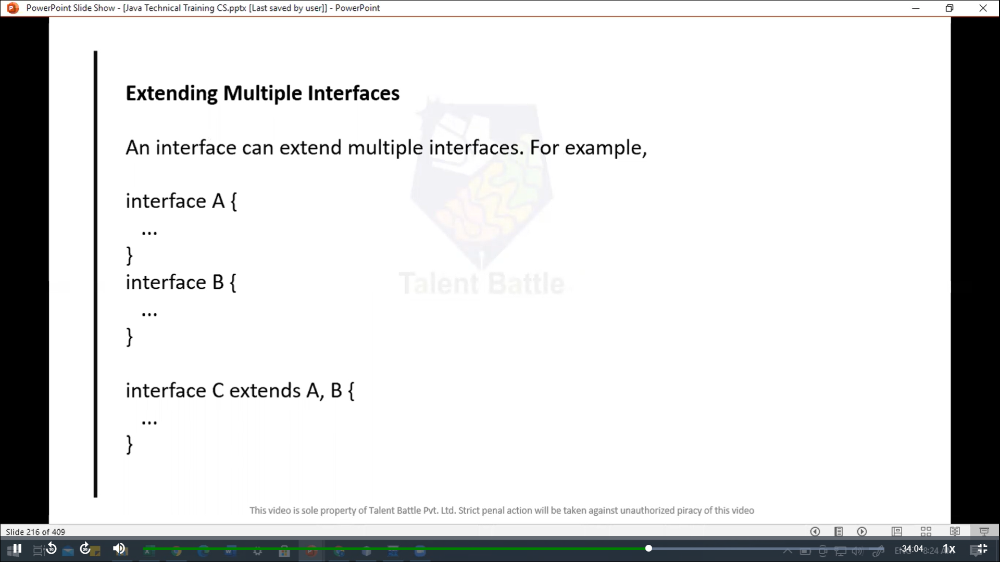 PowerPoint Slide Show - [Java Technical Training CS.pptx [Last saved by user]] - PowerPoint
Extending Multiple Interfaces
An interface can extend multiple interfaces. For example,
interface A {
...
}
interface B {
...
}
Talent Battle
interface C extends A, B {
...
}
This video is sole property of Talent Battle Pvt. Ltd. Strict penal action will be taken against unauthorized piracy of this video
Slide 216 of 409
10
30
-34:04
1x